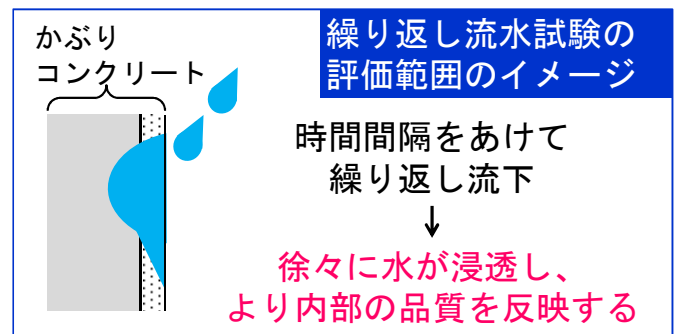 かぶり
コンクリート
繰り返し流水試験の
評価範囲のイメージ
時間間隔をあけて
繰り返し流下
↓
徐々に水が浸透し、
より内部の品質を反映する